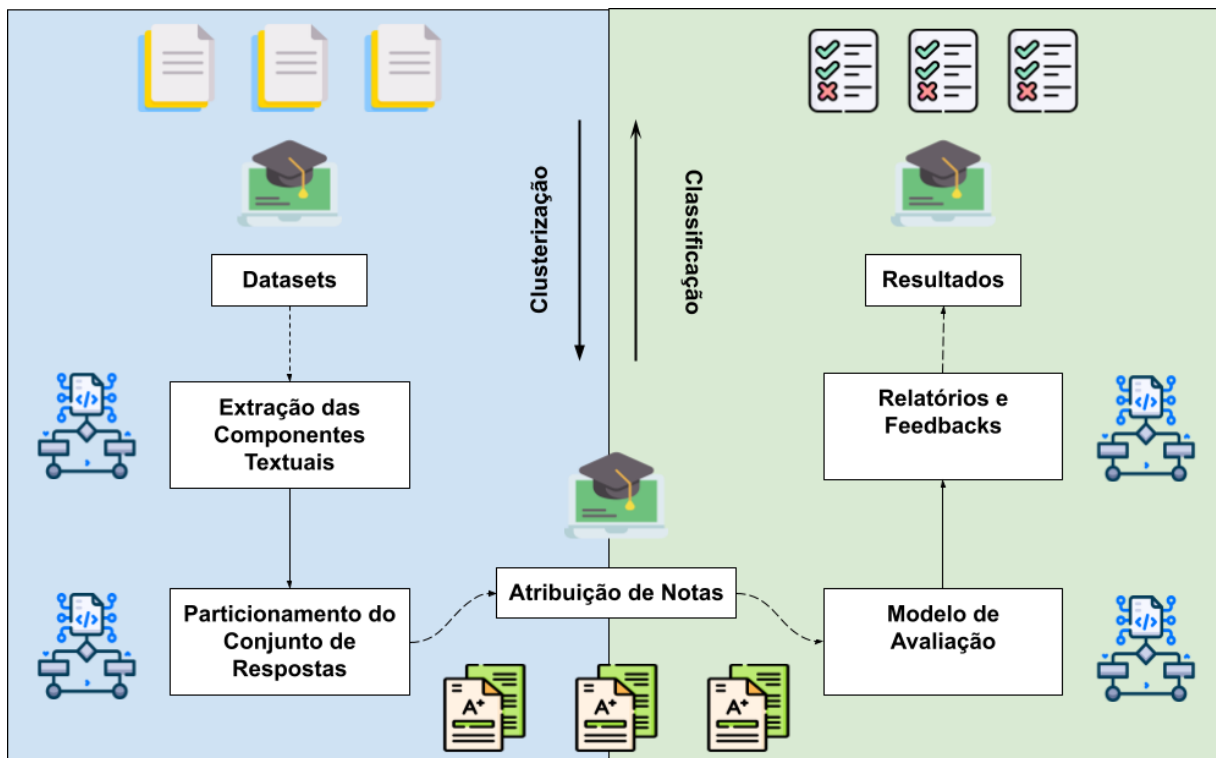 Clusterização
Classificação
Datasets
Extração das
Componentes
Textuais
Particionamento do
Conjunto de
Respostas
Atribuição de Notas
A+
A+
A+
Modelo de
Avaliação
Relatórios e
Feedbacks
Resultados